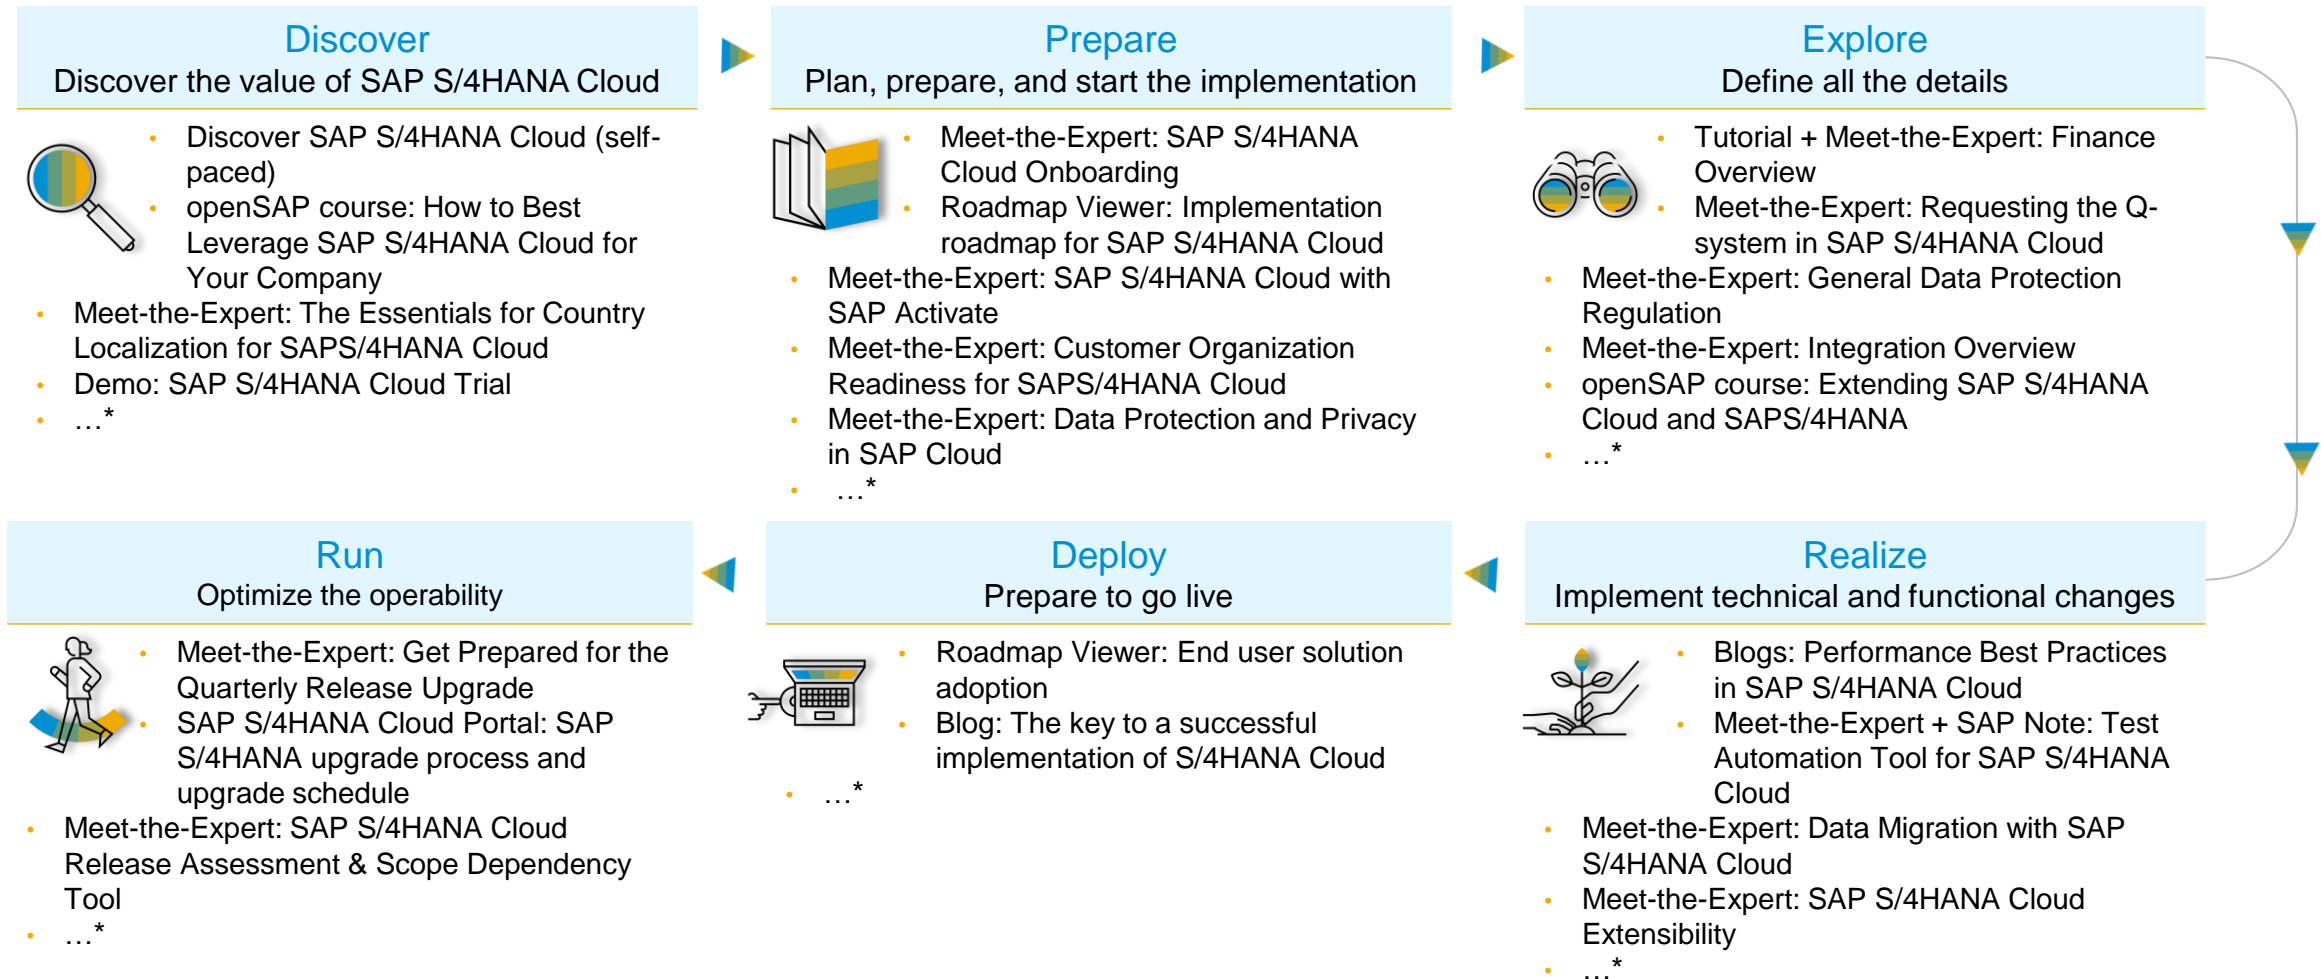 Discover
Discover the value of SAP S/4HANA Cloud
• Discover SAP S/4HANA Cloud (self-
paced)
• openSAP course: How to Best
Leverage SAP S/4HANA Cloud for
Your Company
• Meet-the-Expert: The Essentials for Country
Localization for SAPS/4HANA Cloud
• Demo: SAP S/4HANA Cloud Trial
• …*
Prepare
Plan, prepare, and start the implementation
• Meet-the-Expert: SAP S/4HANA
Cloud Onboarding
• Roadmap Viewer: Implementation
roadmap for SAP S/4HANA Cloud
• Meet-the-Expert: SAP S/4HANA Cloud with
SAP Activate
• Meet-the-Expert: Customer Organization
Readiness for SAPS/4HANA Cloud
• Meet-the-Expert: Data Protection and Privacy
in SAP Cloud
• …*
Explore
Define all the details
• Tutorial + Meet-the-Expert: Finance
Overview
• Meet-the-Expert: Requesting the Q-
system in SAP S/4HANA Cloud
• Meet-the-Expert: General Data Protection
Regulation
• Meet-the-Expert: Integration Overview
• openSAP course: Extending SAP S/4HANA
Cloud and SAPS/4HANA
• …*
Run
Optimize the operability
• Meet-the-Expert: Get Prepared for the
Quarterly Release Upgrade
• SAP S/4HANA Cloud Portal: SAP
S/4HANA upgrade process and
upgrade schedule
• Meet-the-Expert: SAP S/4HANA Cloud
Release Assessment & Scope Dependency
Tool
• …*
Deploy
Prepare to go live
• Roadmap Viewer: End user solution
adoption
• Blog: The key to a successful
implementation of S/4HANA Cloud
• …*
Realize
Implement technical and functional changes
• Blogs: Performance Best Practices
in SAP S/4HANA Cloud
• Meet-the-Expert + SAP Note: Test
Automation Tool for SAP S/4HANA
Cloud
• Meet-the-Expert: Data Migration with SAP
S/4HANA Cloud
• Meet-the-Expert: SAP S/4HANA Cloud
Extensibility
• …*